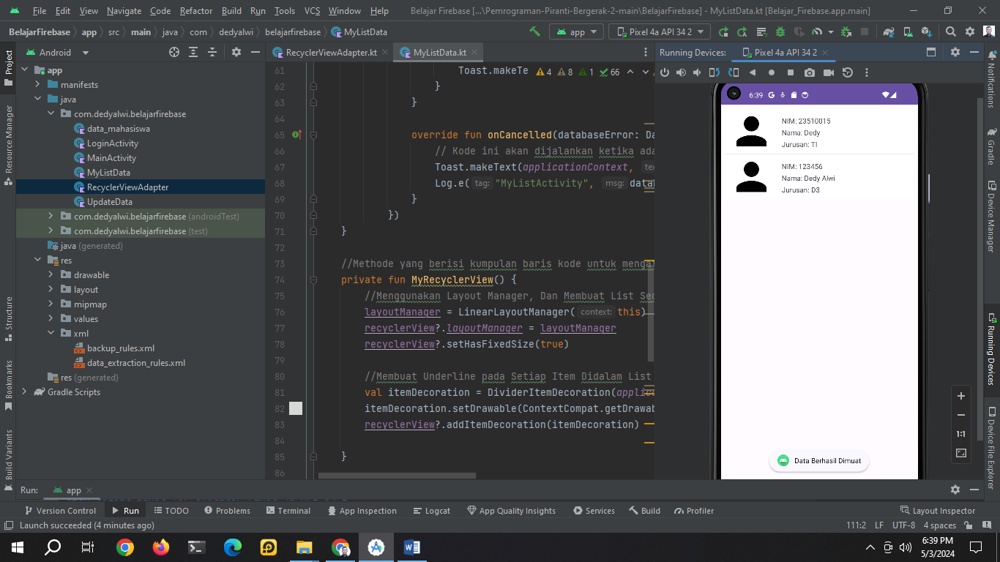 File Edit View Navigate Code Refactor Build Run Tools VCS Window Help Belajar Firebase [...\Pemrograman-Piranti-Bergerak-2-main\BelajarFirebase] - MyListData.kt [Belajar_Firebase.app.main]
BelajarFirebase app src main java com dedyalwi belajarfirebase MyListData app Pixel 4a API 34 2
Android
app
manifests
java
com.dedyalwi.belajarfirebase
data_mahasiswa
LoginActivity
MainActivity
MyListData
RecyclerViewAdapter
UpdateData
com.dedyalwi.belajarfirebase (androidTest)
com.dedyalwi.belajarfirebase (test)
java (generated)
res
drawable
layout
mipmap
values
xml
backup_rules.xml
data_extraction_rules.xml
res (generated)
Gradle Scripts
Project
Resource Manager
Structure
Bookmarks
Build Variants
RecyclerViewAdapter.kt MyListData.kt
4 8 1 66
61 Toast.makeTe
62 }
63 }
64
65 override fun onCancelled(databaseError: Da
66 // Kode ini akan dijalankan ketika ada
67 Toast.makeText(applicationContext, tex
68 Log.e( tag: "MyListActivity", msg: datab
69 }
70 })
71 }
72
73 //Methode yang berisi kumpulan baris kode untuk menga
74 private fun MyRecyclerView() {
75 //Menggunakan Layout Manager, Dan Membuat List Sec
76 layoutManager = LinearLayoutManager( context: this)
77 recyclerView?.layoutManager = layoutManager
78 recyclerView?.setHasFixedSize(true)
79
80 //Membuat Underline pada Setiap Item Didalam List
81 val itemDecoration = DividerItemDecoration(applic
82 itemDecoration.setDrawable(ContextCompat.getDrawab
83 recyclerView?.addItemDecoration(itemDecoration)
84
85 }
86
Running Devices: Pixel 4a API 34 2
6:39
NIM: 23510015
Nama: Dedy
Jurusan: TI
NIM: 123456
Nama: Dedy Alwi
Jurusan: D3
Data Berhasil Dimuat
1:1
Notifications
Gradle
Device Manager
Running Devices
Device File Explorer
Run: app
Version Control Run TODO Problems Terminal App Inspection Logcat App Quality Insights Services Build Profiler Layout Inspector
Launch succeeded (4 minutes ago) 111:2 LF UTF-8 4 spaces
6:39 PM
5/3/2024